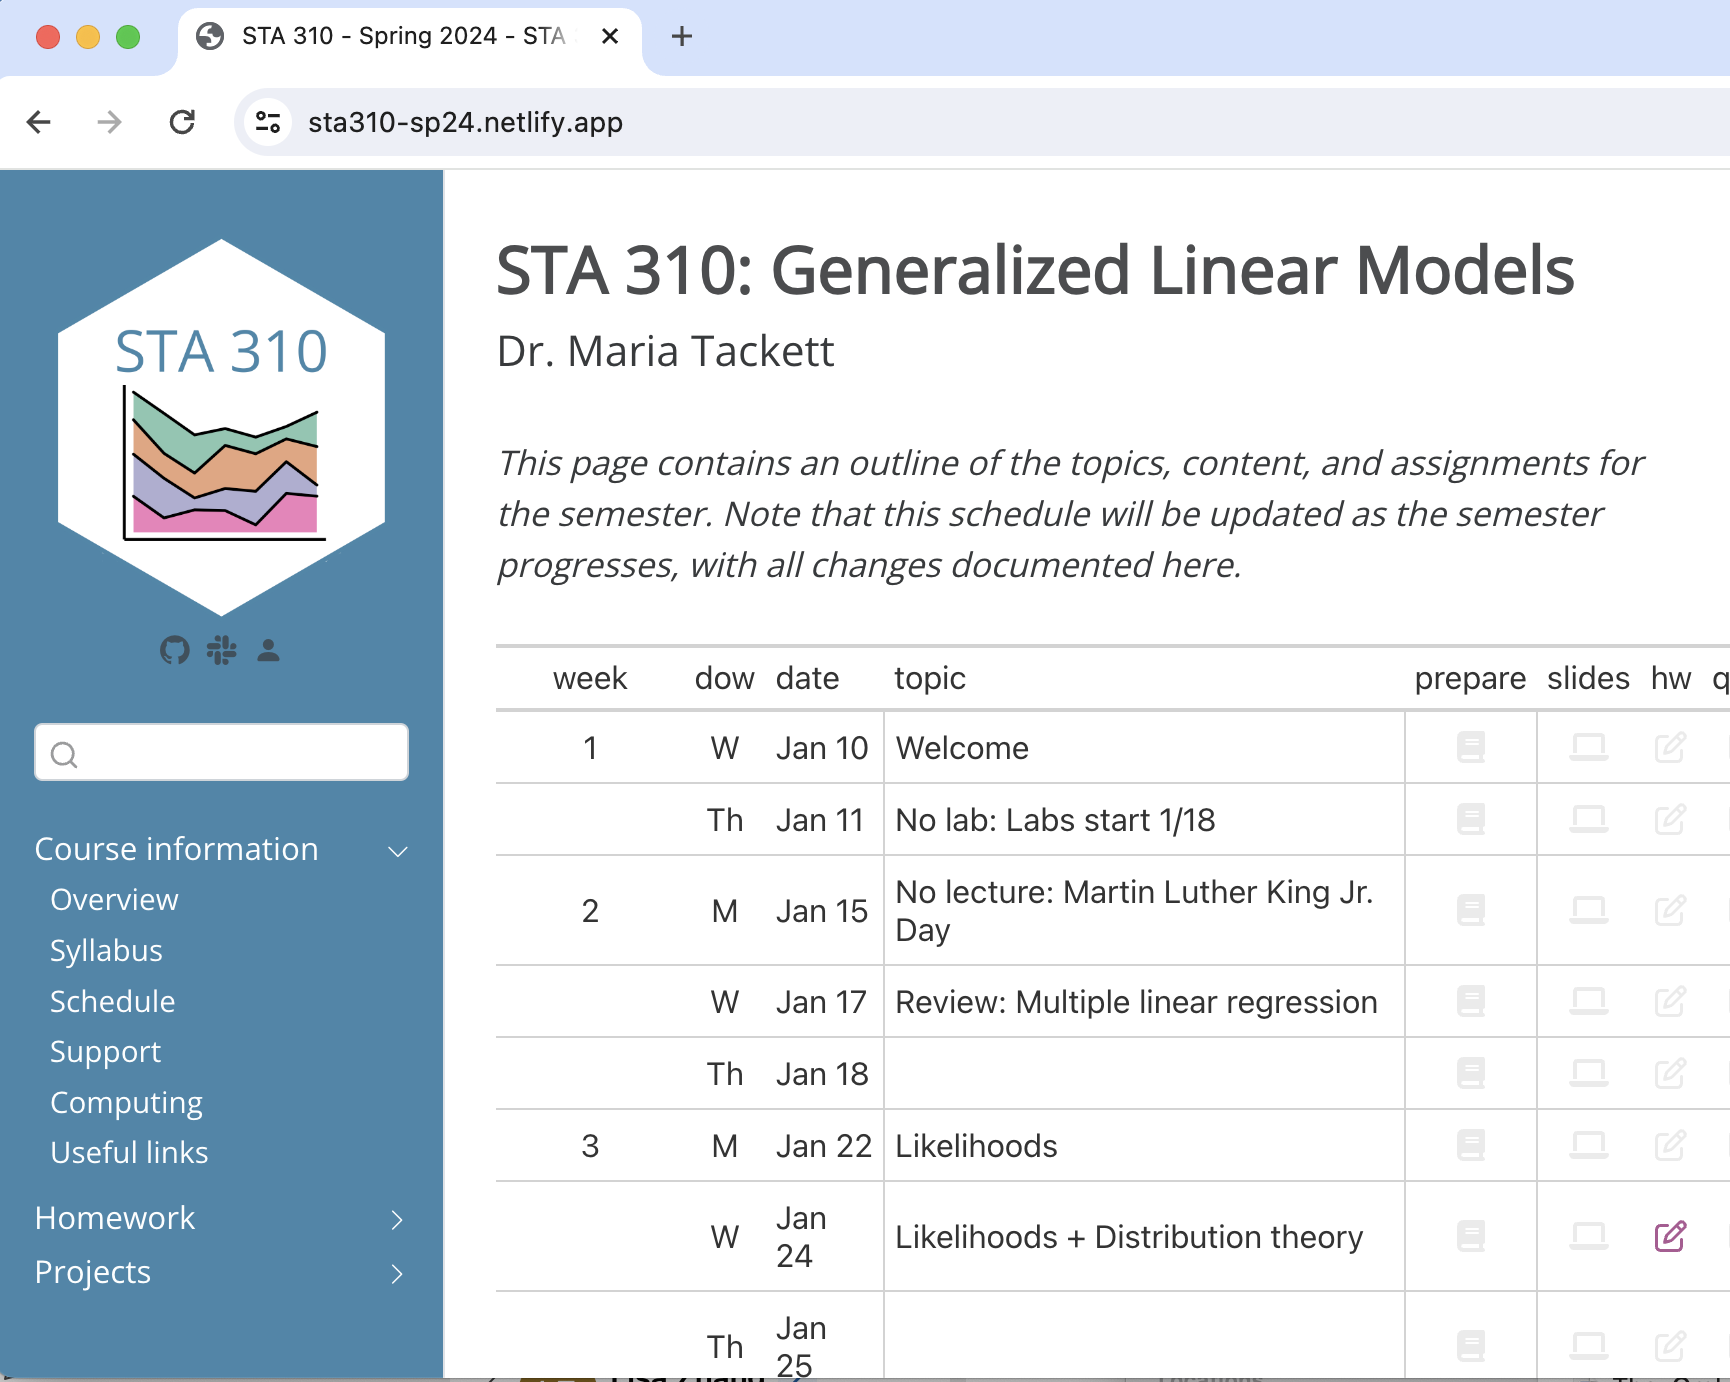 STA 310 - Spring 2024 - STA
sta310-sp24.netlify.app
STA 310
Course information
Overview
Syllabus
Schedule
Support
Computing
Useful links
Homework
Projects
STA 310: Generalized Linear Models
Dr. Maria Tackett
This page contains an outline of the topics, content, and assignments for
the semester. Note that this schedule will be updated as the semester
progresses, with all changes documented here.
week dow date topic prepare slides hw q
1 W Jan 10 Welcome
Th Jan 11 No lab: Labs start 1/18
2 M Jan 15 No lecture: Martin Luther King Jr.
Day
W Jan 17 Review: Multiple linear regression
Th Jan 18
3 M Jan 22 Likelihoods
W Jan 24 Likelihoods + Distribution theory
Th Jan 25